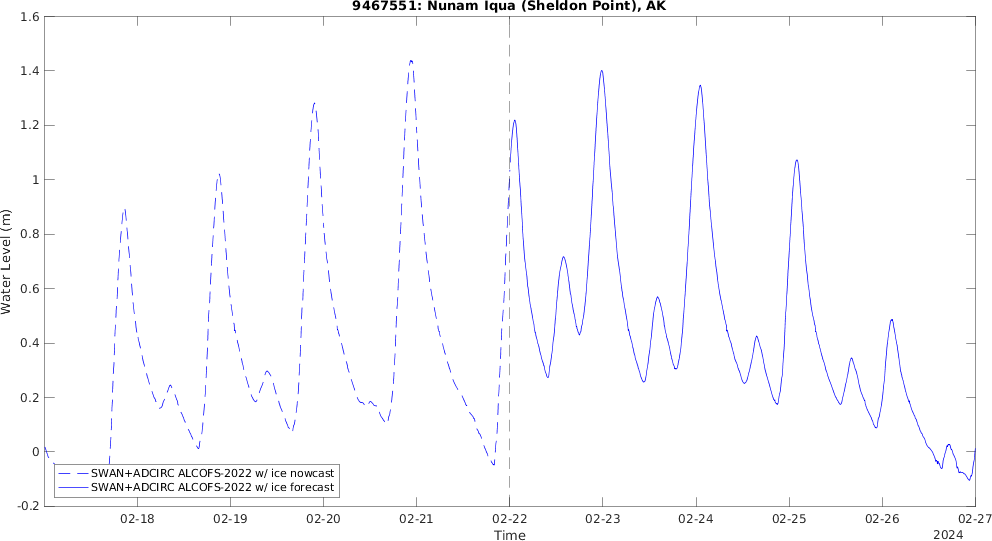 9467551: Nunam Iqua (Sheldon Point), AK
1.6
1.4
1.2
1
0.8
0.6
0.4
0.2
0
-0.2
Water Level (m)
SWAN+ADCIRC ALCOFS-2022 w/ ice nowcast
SWAN+ADCIRC ALCOFS-2022 w/ ice forecast
02-18 02-19 02-20 02-21 02-22 02-23 02-24 02-25 02-26 02-27
Time
2024